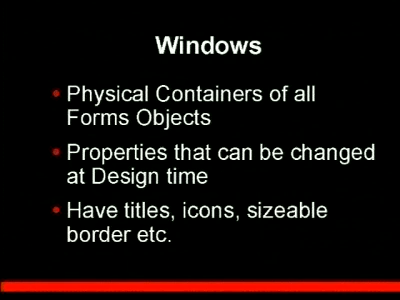 Windows
• Physical Containers of all
Forms Objects
• Properties that can be changed
at Design time
• Have titles, icons, sizeable
border etc.